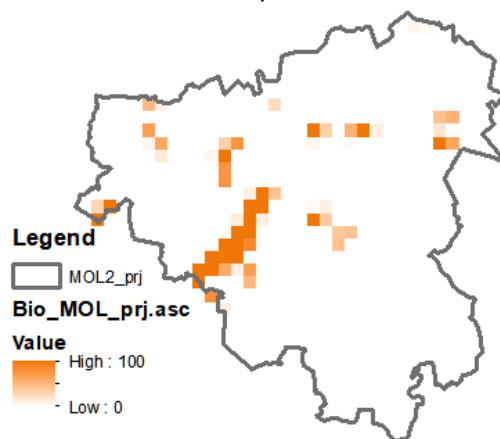 Legend
MOL2_prj
Bio_MOL_prj.asc
Value
High : 100
Low : 0